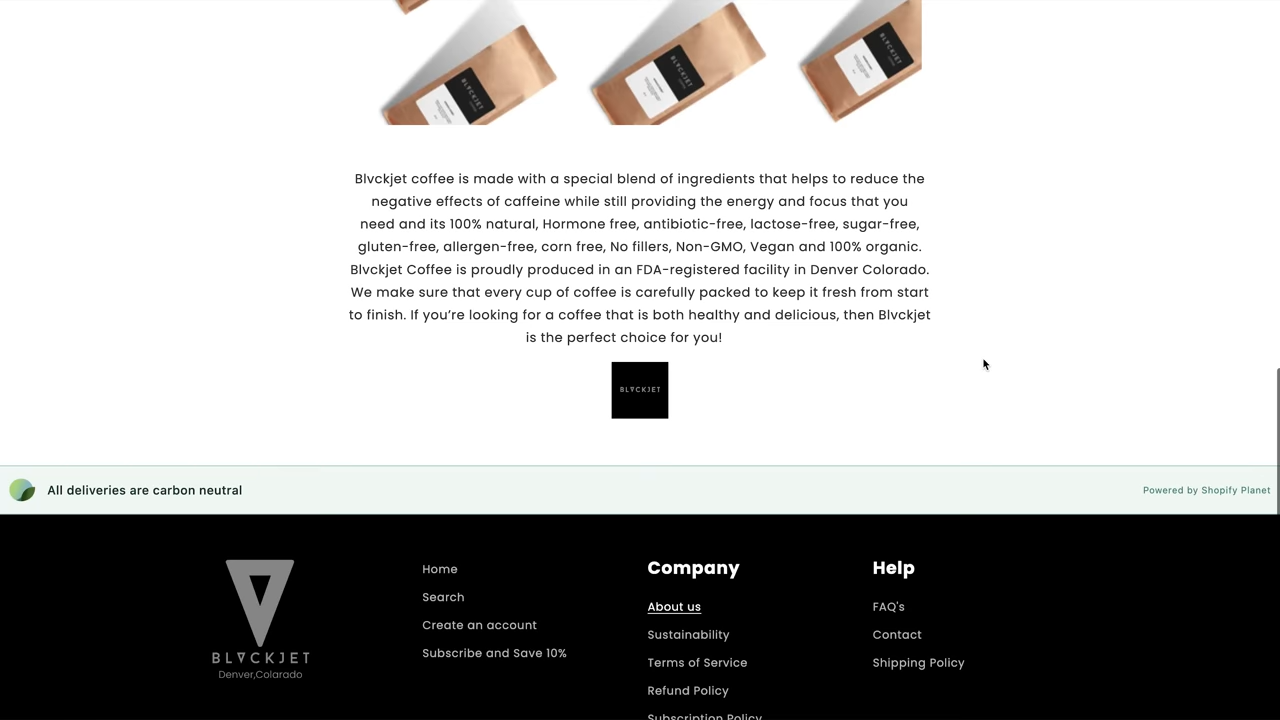 BLVCKJET
BLVCKJET
BLVCKJET
Blvckjet coffee is made with a special blend of ingredients that helps to reduce the
negative effects of caffeine while still providing the energy and focus that you
need and its 100% natural, Hormone free, antibiotic-free, lactose-free, sugar-free,
gluten-free, allergen-free, corn free, No fillers, Non-GMO, Vegan and 100% organic.
Blvckjet Coffee is proudly produced in an FDA-registered facility in Denver Colorado.
We make sure that every cup of coffee is carefully packed to keep it fresh from start
to finish. If you’re looking for a coffee that is both healthy and delicious, then Blvckjet
is the perfect choice for you!
BLVCKJET
All deliveries are carbon neutral
Powered by Shopify Planet
BLVCKJET
Denver,Colarado
Home
Search
Create an account
Subscribe and Save 10%
Company
About us
Sustainability
Terms of Service
Refund Policy
Subscription Policy
Help
FAQ's
Contact
Shipping Policy